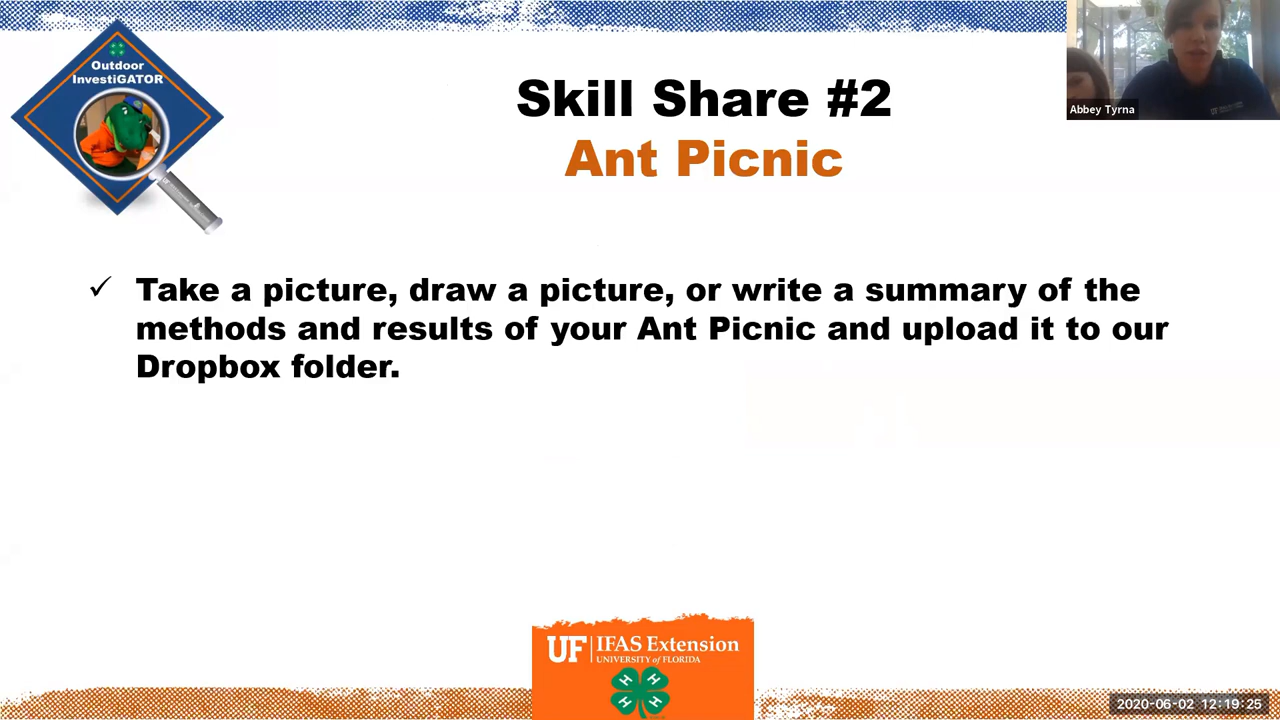 Outdoor
InvestiGATOR
Skill Share #2
Ant Picnic
Abbey Tyrna
✓ Take a picture, draw a picture, or write a summary of the
methods and results of your Ant Picnic and upload it to our
Dropbox folder.
UF IFAS Extension
UNIVERSITY of FLORIDA
H H
H H
2020-06-02 12:19:25